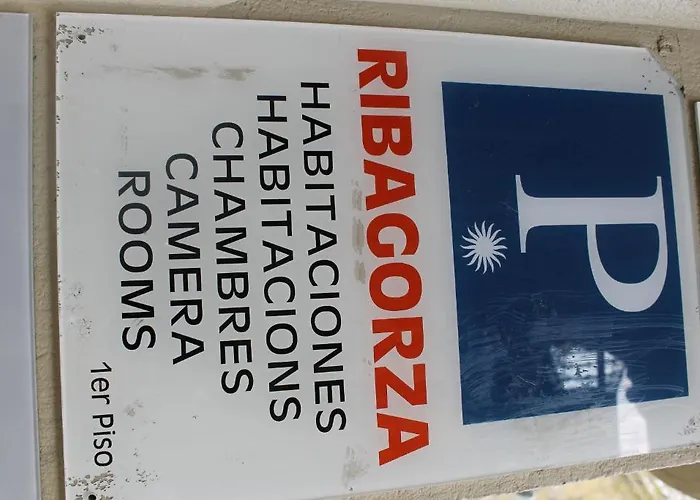 P
RIBAGORZA
HABITACIONES
HABITACIONS
CHAMBRES
CAMERA
ROOMS
1er Piso